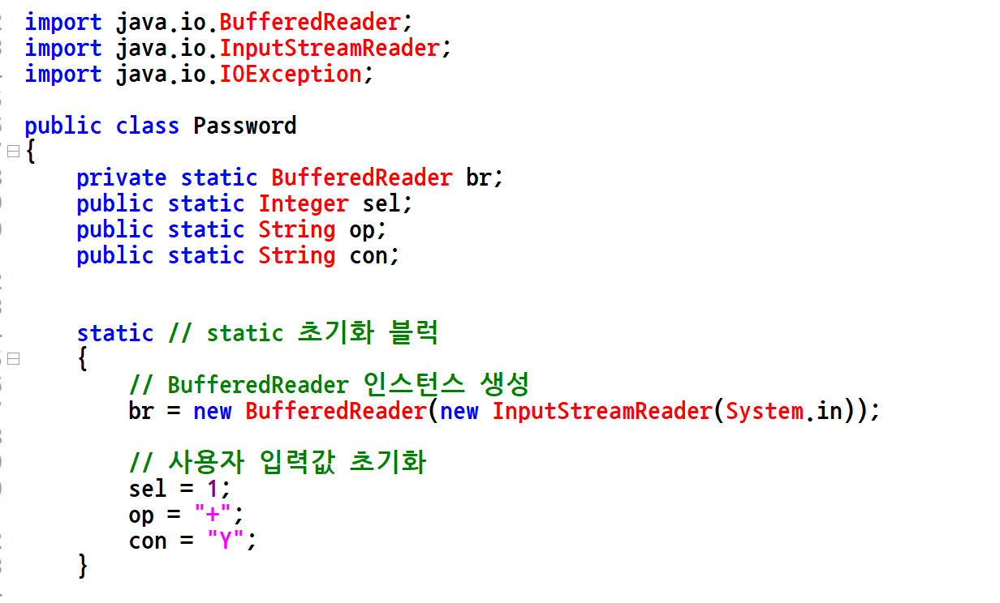 import java.io.BufferedReader;
import java.io.InputStreamReader;
import java.io.IOException;
public class Password
{
private static BufferedReader br;
public static Integer sel;
public static String op;
public static String con;
static // static 초기화 블럭
{
// BufferedReader 인스턴스 생성
br = new BufferedReader(new InputStreamReader(System.in));
// 사용자 입력값 초기화
sel = 1;
op = "+";
con = "Y";
}